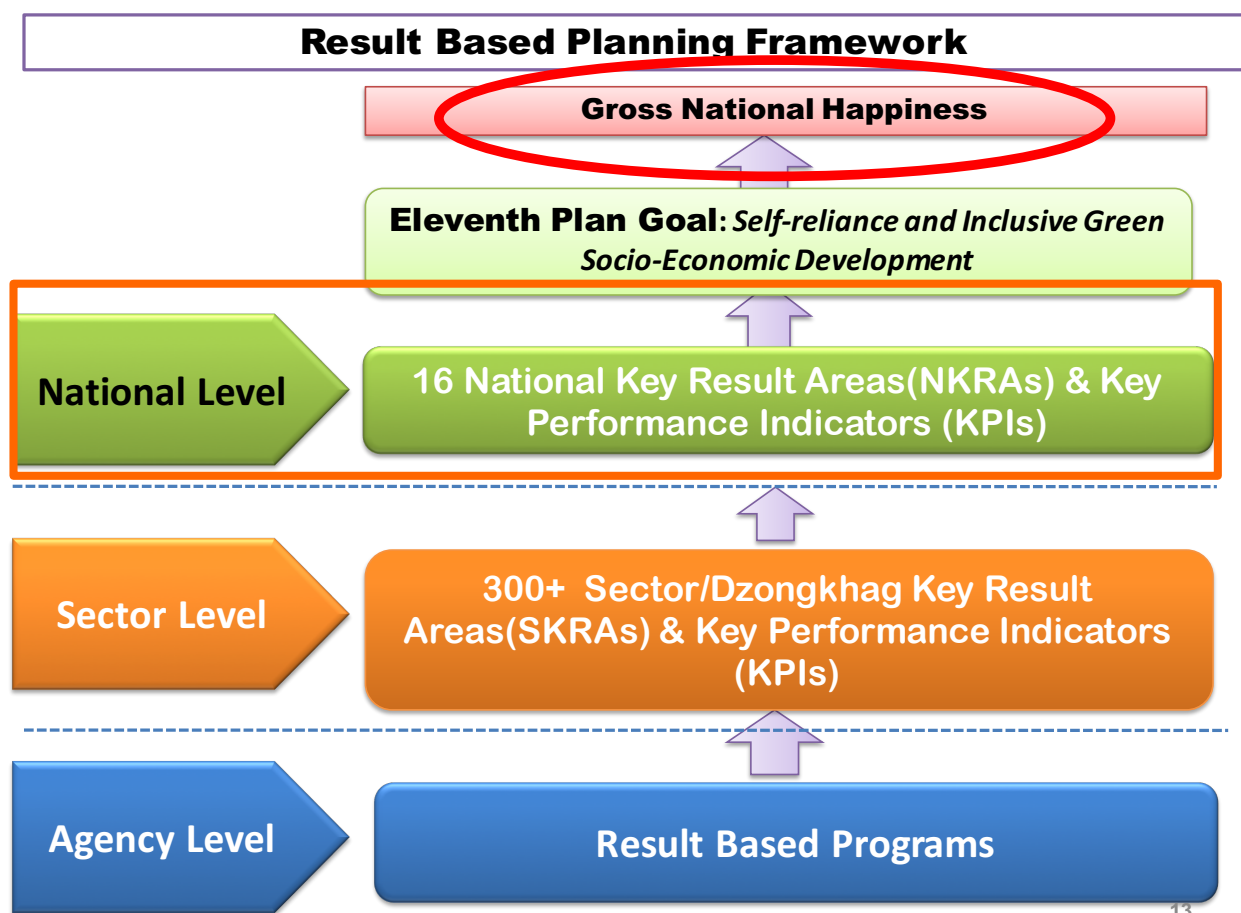 Result Based Planning Framework
Gross National Happiness
Eleventh Plan Goal: Self-reliance and Inclusive Green
Socio-Economic Development
National Level
16 National Key Result Areas(NKRAs) & Key
Performance Indicators (KPIs)
Sector Level
300+ Sector/Dzongkhag Key Result
Areas(SKRAs) & Key Performance Indicators
(KPIs)
Agency Level
Result Based Programs
13